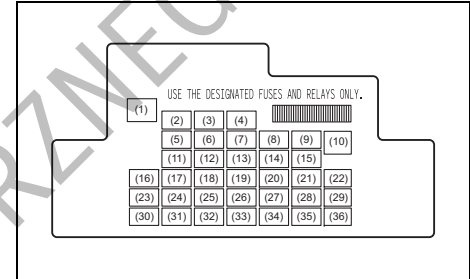 USE THE DESIGNATED FUSES AND RELAYS ONLY.
(1)
(2) (3) (4)
(5) (6) (7) (8) (9) (10)
(11) (12) (13) (14) (15)
(16) (17) (18) (19) (20) (21) (22)
(23) (24) (25) (26) (27) (28) (29)
(30) (31) (32) (33) (34) (35) (36)